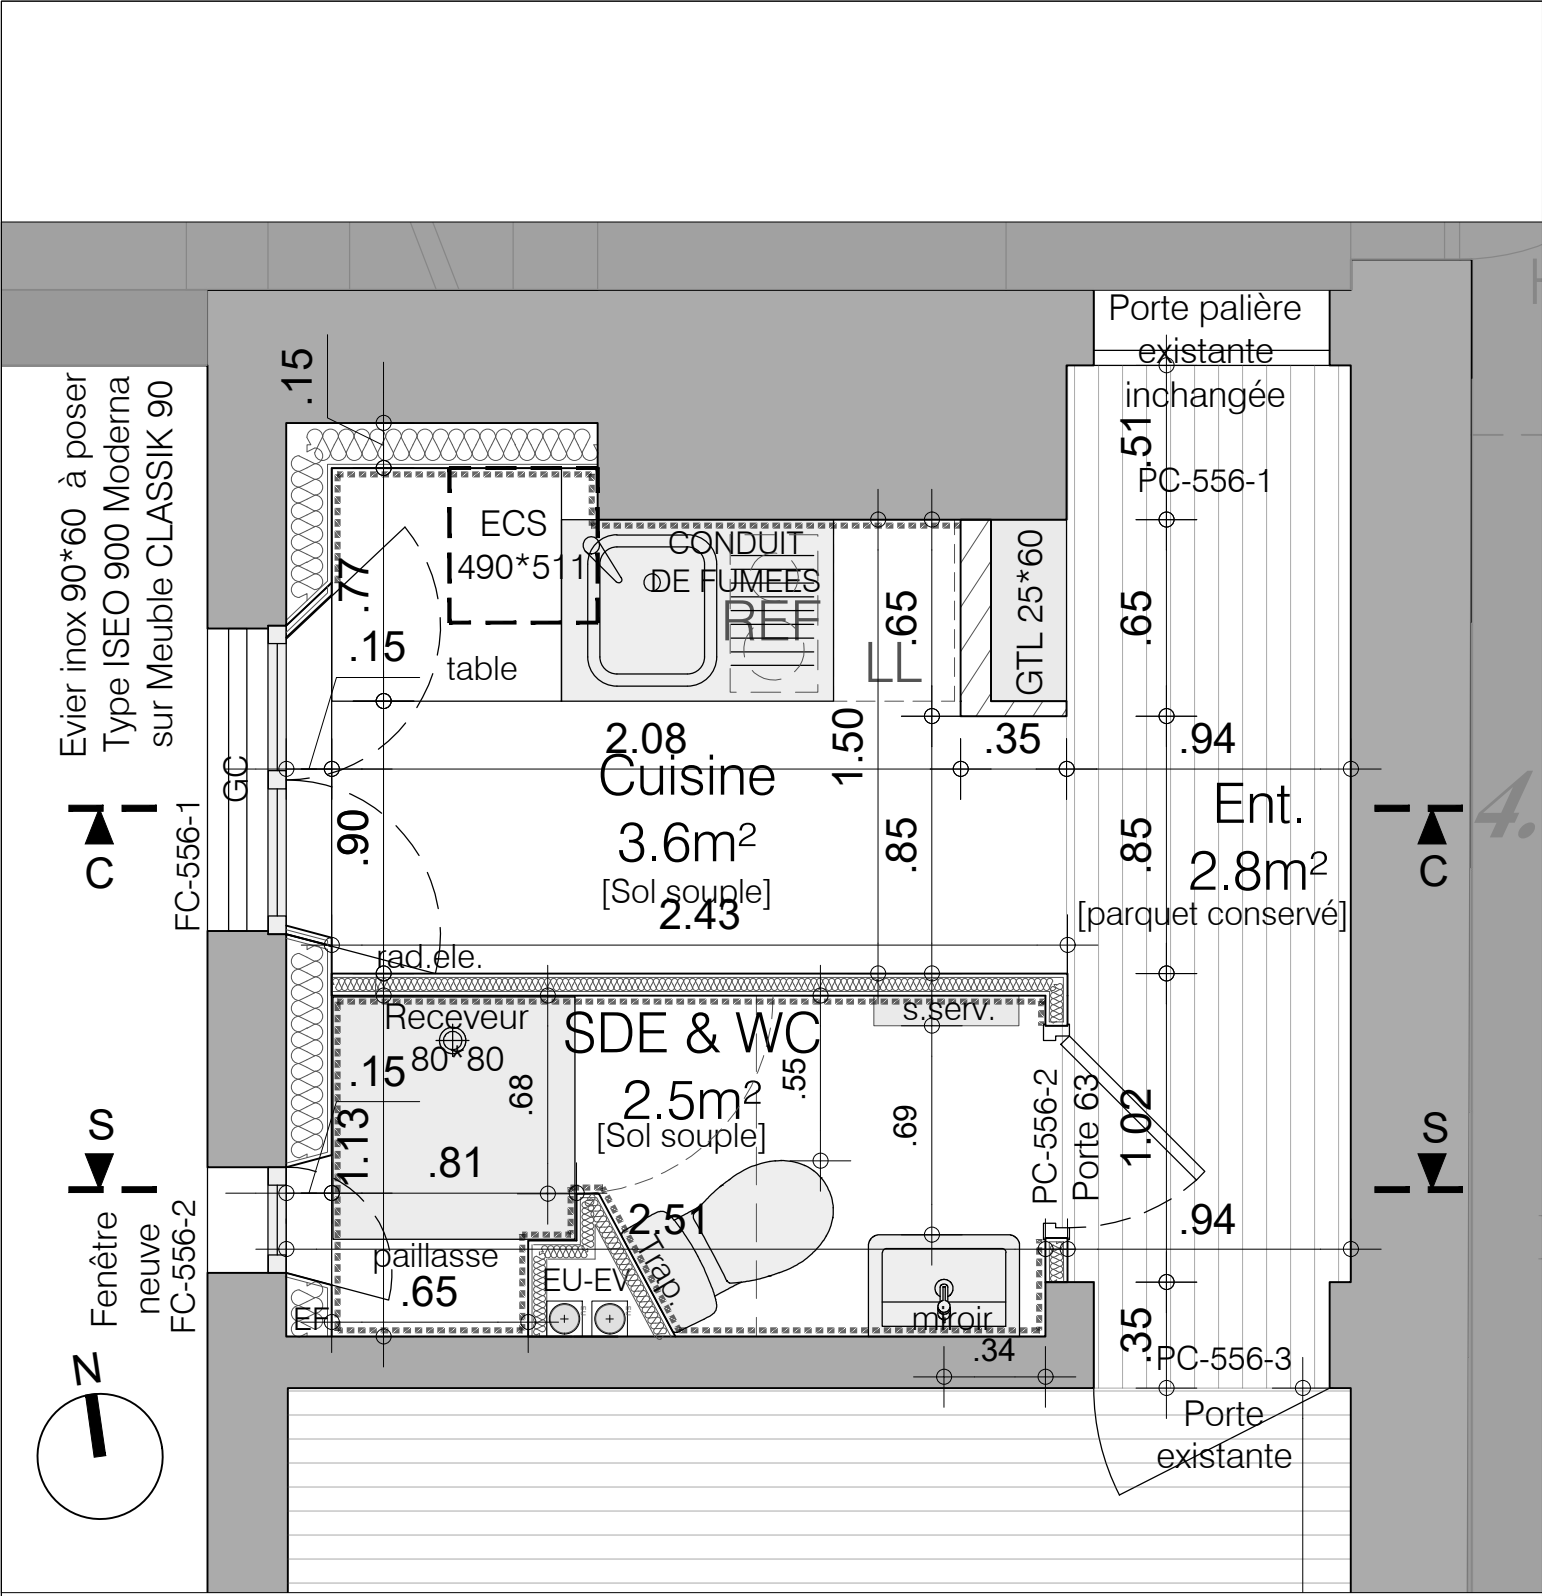 Porte palière
existante
inchangée
.51
PC-556-1
.15
Evier inox 90*60 à poser
Type ISEO 900 Moderna
sur Meuble CLASSIK 90
ECS
490*511
CONDUIT
DE FUMEES
REF
LL
.65
GTL 25*60
.65
.77
.15
table
2.08
1.50
.35
.94
Cuisine
3.6m²
[Sol souple]
2.43
.90
.85
.85
Ent.
2.8m²
[parquet conservé]
4.
GC
FC-556-1
C
C
rad.ele.
Receveur
80*80
SDE & WC
2.5m²
[Sol souple]
s.serv.
.15
.68
.55
.69
1.13
.81
PC-556-2
Porte 63
1.02
S
S
Fenêtre
neuve
FC-556-2
2.51
.94
paillasse
.65
EU-EV
Trap.
EF
miroir
.34
.35
PC-556-3
Porte
existante
N